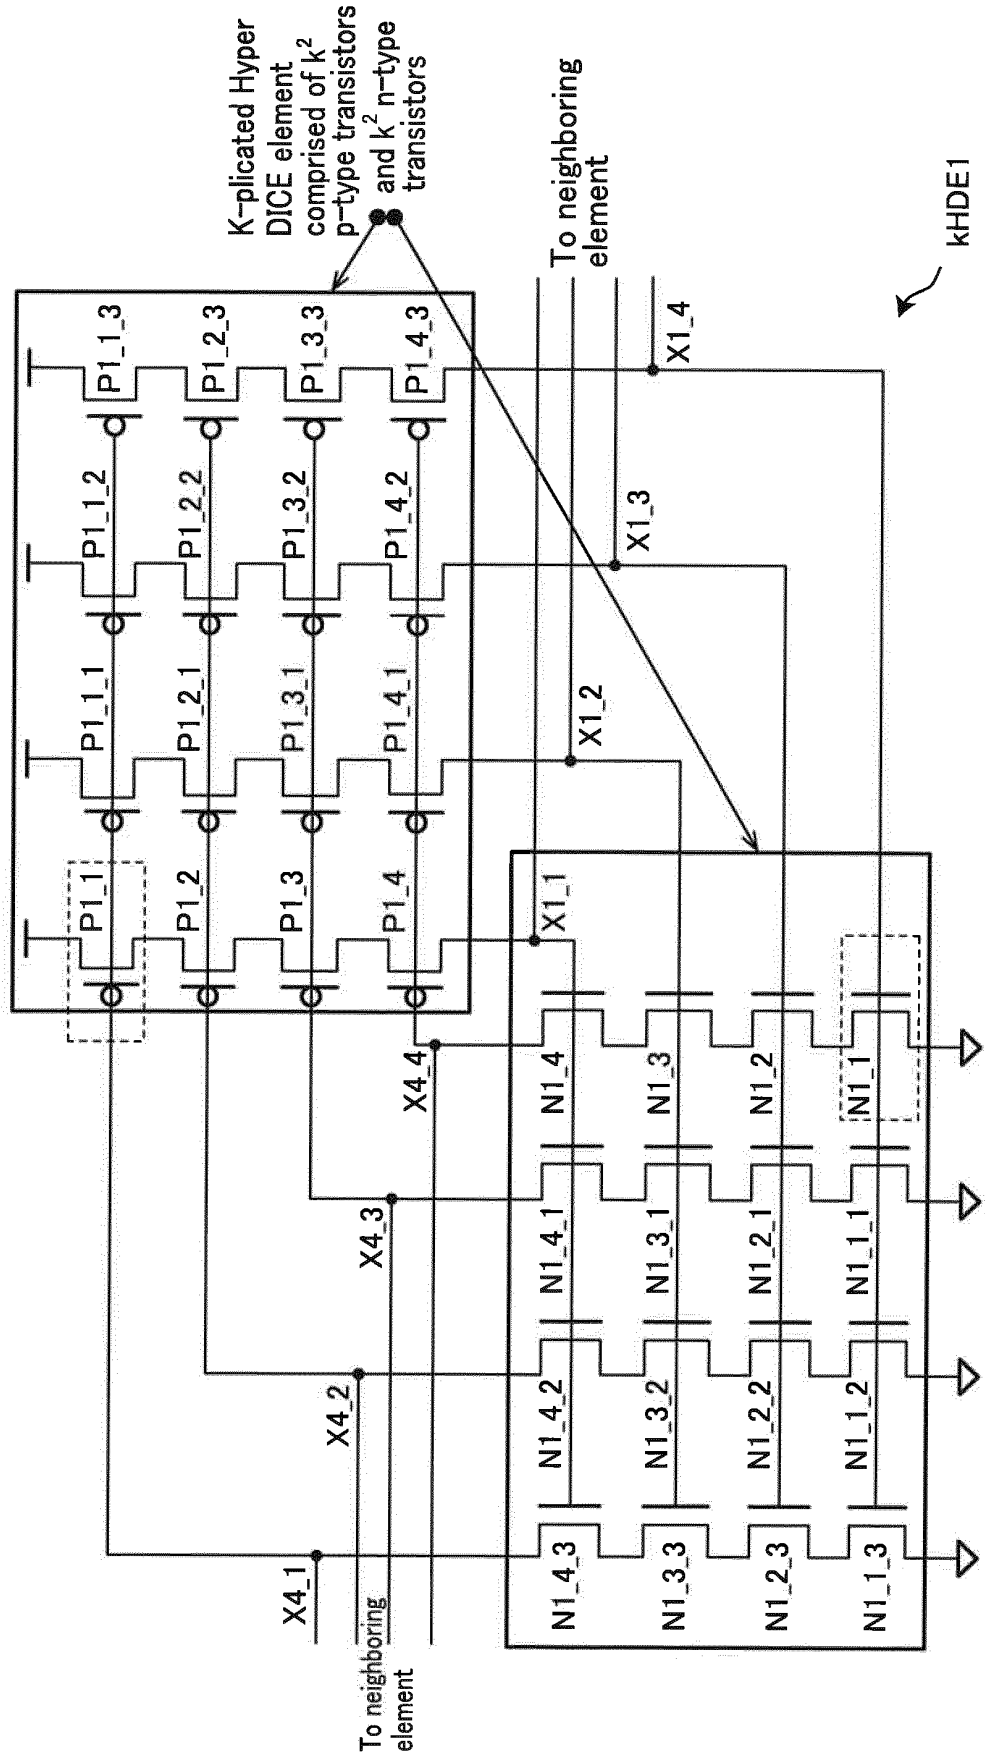 K-plicated Hyper
DICE element
comprised of k²
p-type transistors
and k² n-type
transistors
To neighboring
element
kHDE1
P1_1
P1_1_1
P1_1_2
P1_1_3
P1_2
P1_2_1
P1_2_2
P1_2_3
P1_3
P1_3_1
P1_3_2
P1_3_3
P1_4
P1_4_1
P1_4_2
P1_4_3
X1_1
X1_2
X1_3
X1_4
X4_1
X4_2
X4_3
X4_4
To neighboring
element
N1_4_3
N1_4_2
N1_4_1
N1_4
N1_3_3
N1_3_2
N1_3_1
N1_3
N1_2_3
N1_2_2
N1_2_1
N1_2
N1_1_3
N1_1_2
N1_1_1
N1_1